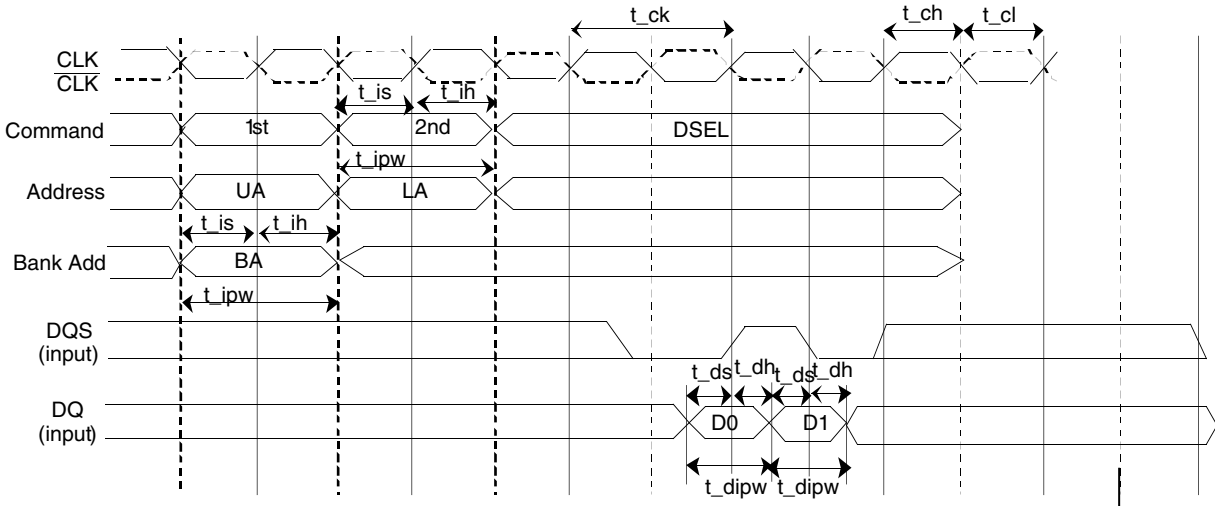 t_ck
t_ch t_cl
CLK
CLK
t_is t_ih
Command 1st 2nd DSEL
t_ipw
Address UA LA
t_is t_ih
Bank Add BA
t_ipw
DQS
(input)
t_ds t_dh t_ds t_dh
DQ
(input)
D0 D1
t_dipw t_dipw